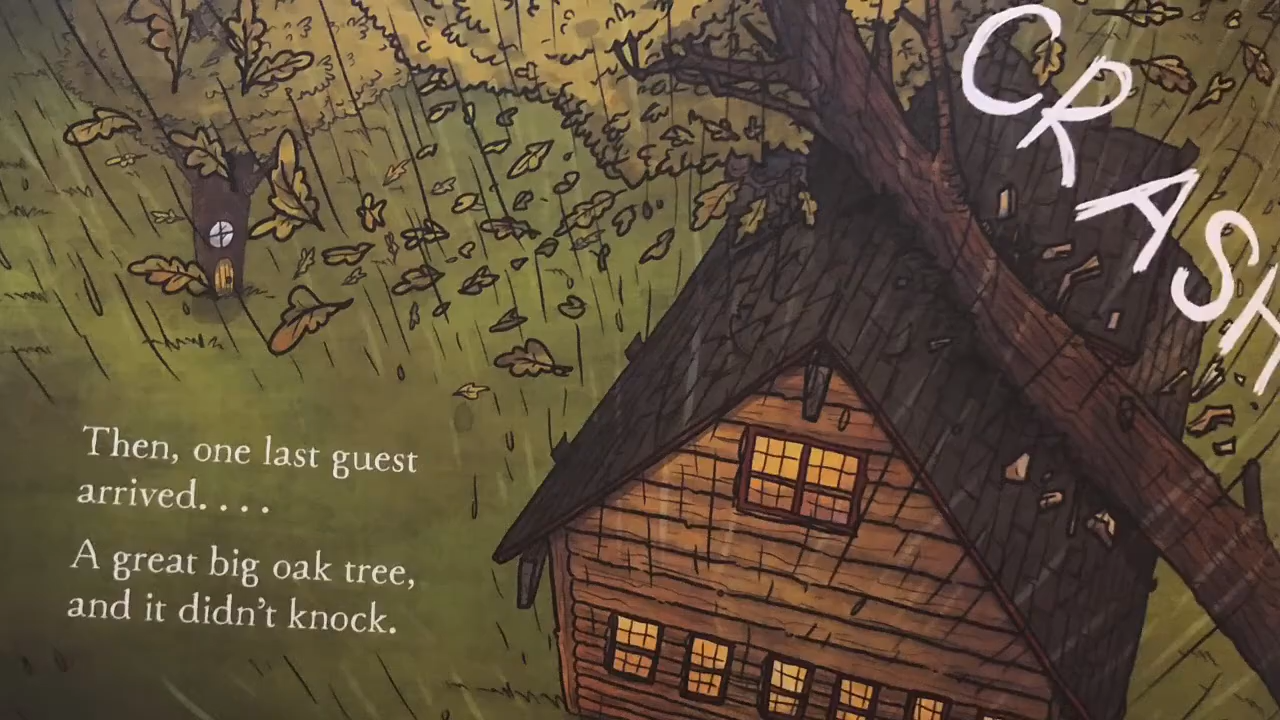 CRASH
Then, one last guest
arrived. . . .
A great big oak tree,
and it didn't knock.